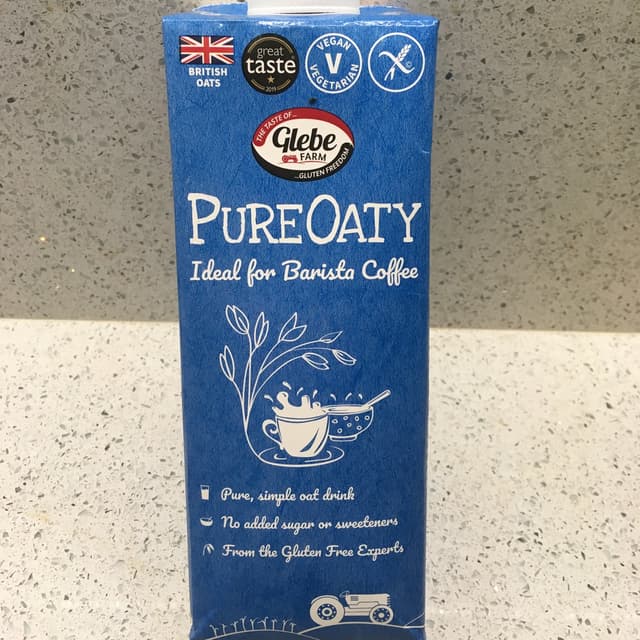 BRITISH
OATS
great
taste
2019
VEGAN
V
VEGETARIAN
THE TASTE OF...
Glebe
FARM
...GLUTEN FREEDOM
PUREOATY
Ideal for Barista Coffee
Pure, simple oat drink
No added sugar or sweeteners
From the Gluten Free Experts